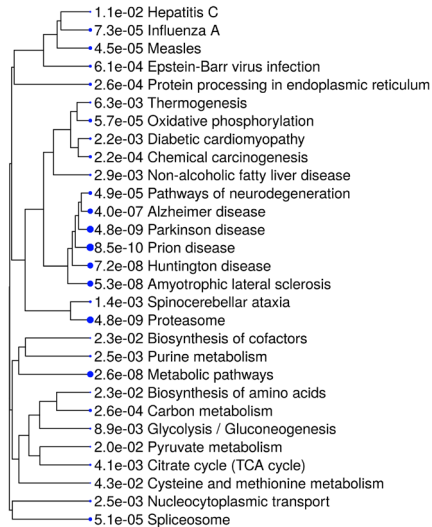 1.1e-02 Hepatitis C
7.3e-05 Influenza A
4.5e-05 Measles
6.1e-04 Epstein-Barr virus infection
2.6e-04 Protein processing in endoplasmic reticulum
6.3e-03 Thermogenesis
5.7e-05 Oxidative phosphorylation
2.2e-03 Diabetic cardiomyopathy
2.2e-04 Chemical carcinogenesis
2.9e-03 Non-alcoholic fatty liver disease
4.9e-05 Pathways of neurodegeneration
4.0e-07 Alzheimer disease
4.8e-09 Parkinson disease
8.5e-10 Prion disease
7.2e-08 Huntington disease
5.3e-08 Amyotrophic lateral sclerosis
1.4e-03 Spinocerebellar ataxia
4.8e-09 Proteasome
2.3e-02 Biosynthesis of cofactors
2.5e-03 Purine metabolism
2.6e-08 Metabolic pathways
2.3e-02 Biosynthesis of amino acids
2.6e-04 Carbon metabolism
8.9e-03 Glycolysis / Gluconeogenesis
2.0e-02 Pyruvate metabolism
4.1e-03 Citrate cycle (TCA cycle)
4.3e-02 Cysteine and methionine metabolism
2.5e-03 Nucleocytoplasmic transport
5.1e-05 Spliceosome